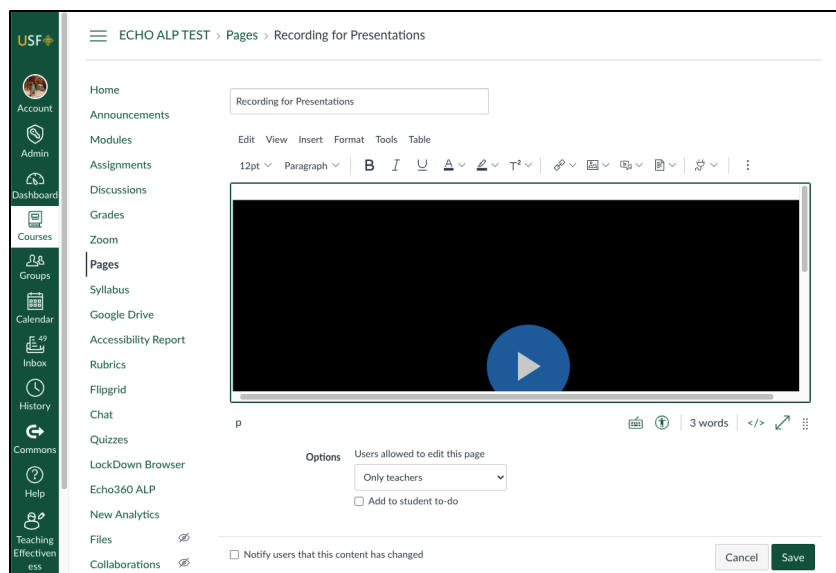 USF
ECHO ALP TEST > Pages > Recording for Presentations
Account
Admin
Dashboard
Courses
Groups
Calendar
49
Inbox
History
Commons
Help
Teaching
Effectiven
ess
Home
Announcements
Modules
Assignments
Discussions
Grades
Zoom
Pages
Syllabus
Google Drive
Accessibility Report
Rubrics
Flipgrid
Chat
Quizzes
LockDown Browser
Echo360 ALP
New Analytics
Files
Collaborations
Recording for Presentations
Edit View Insert Format Tools Table
12pt Paragraph B I U A T²
p 3 words </>
Options Users allowed to edit this page
Only teachers
Add to student to-do
Notify users that this content has changed
Cancel Save